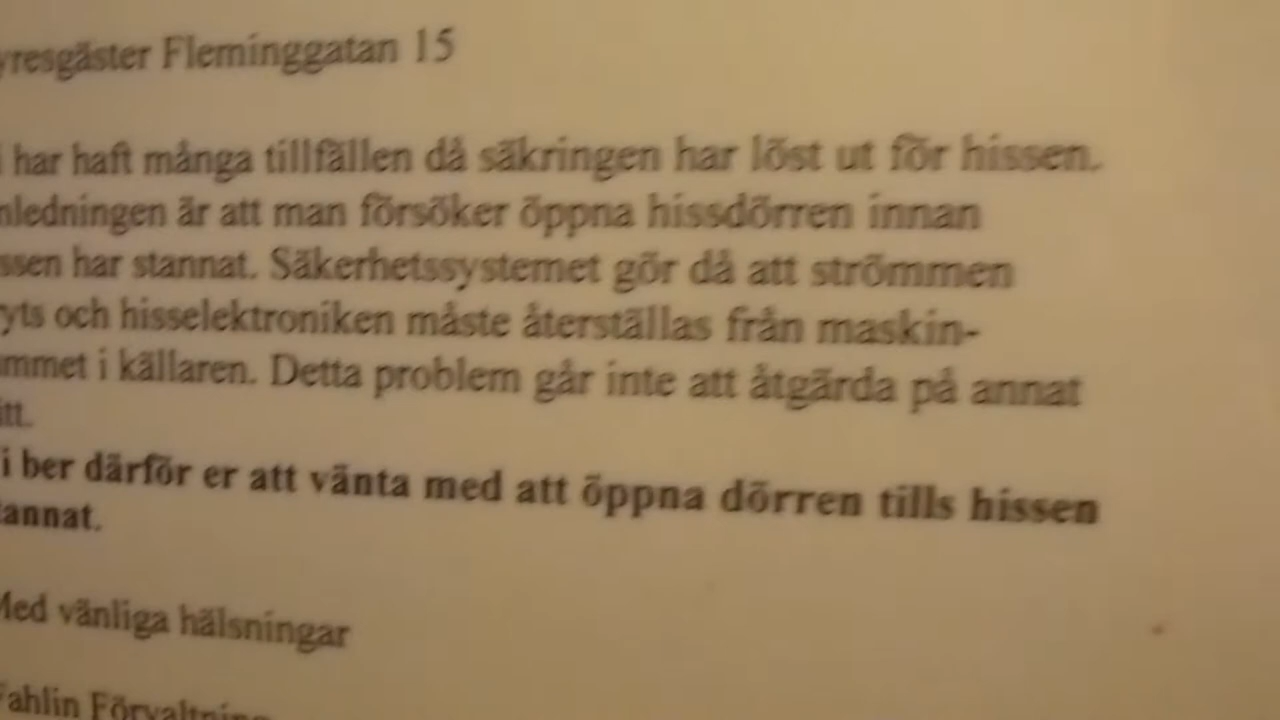 yresgäster Fleminggatan 15
i har haft många tillfällen då säkringen har löst ut för hissen.
nledningen är att man försöker öppna hissdörren innan
ssen har stannat. Säkerhetssystemet gör då att strömmen
yts och hisselektroniken måste återställas från maskin-
mmet i källaren. Detta problem går inte att åtgärda på annat
itt.
i ber därför er att vänta med att öppna dörren tills hissen
tannat.
Med vänliga hälsningar
ahlin Förvaltning